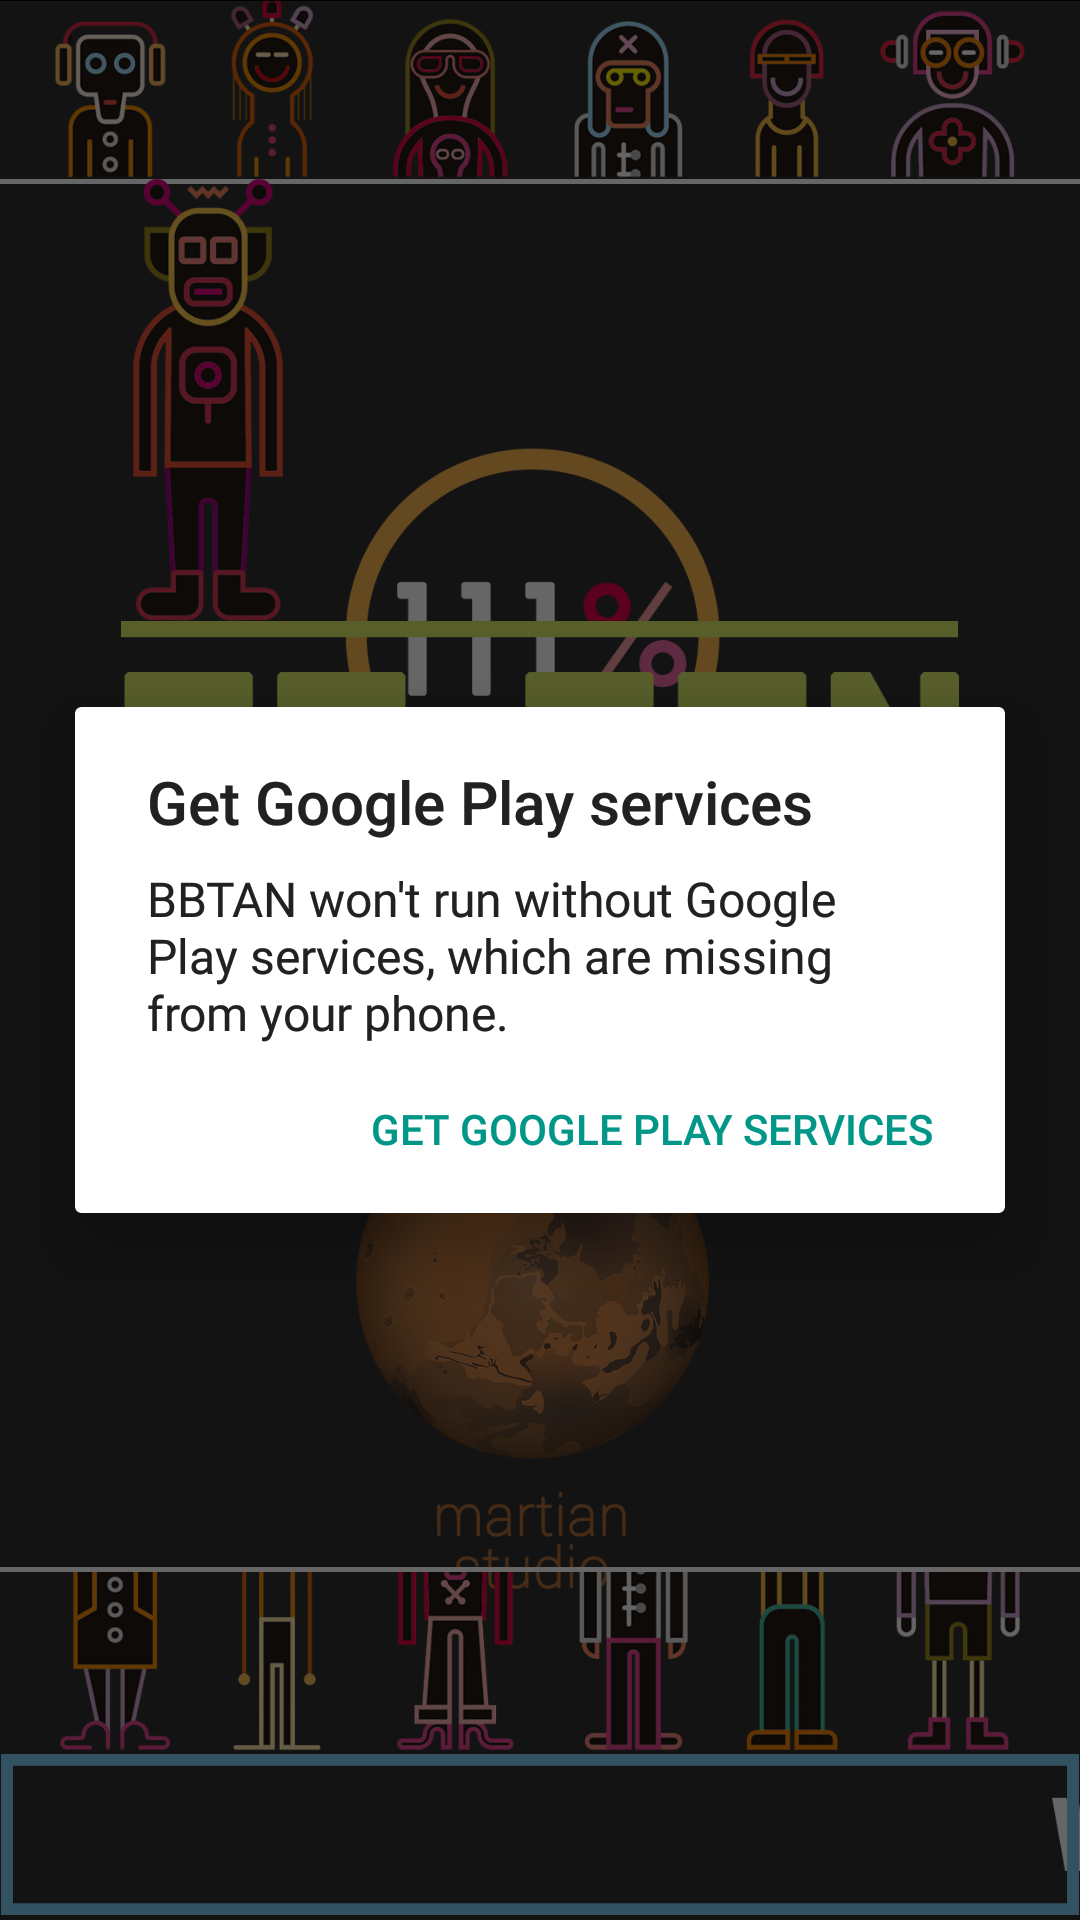 111%
Get Google Play services
BBTAN won't run without Google
Play services, which are missing
from your phone.
GET GOOGLE PLAY SERVICES
martian
studio